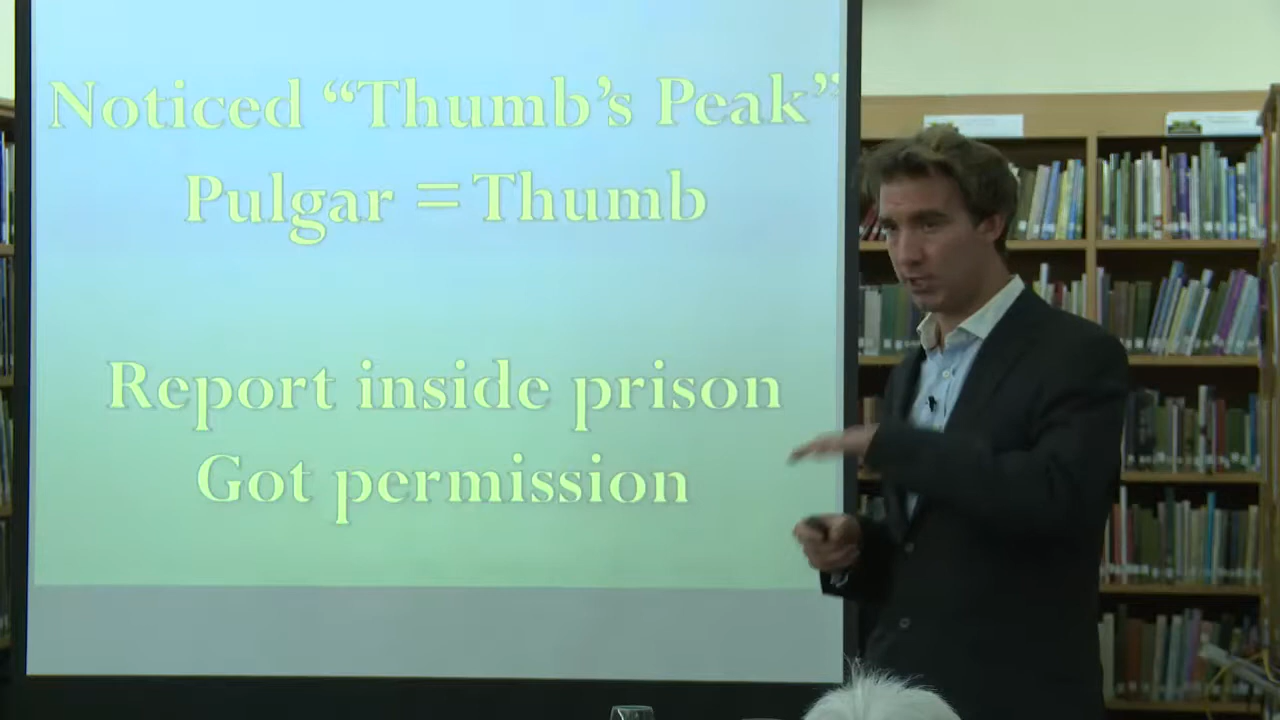 Noticed “Thumb’s Peak”
Pulgar = Thumb
Report inside prison
Got permission